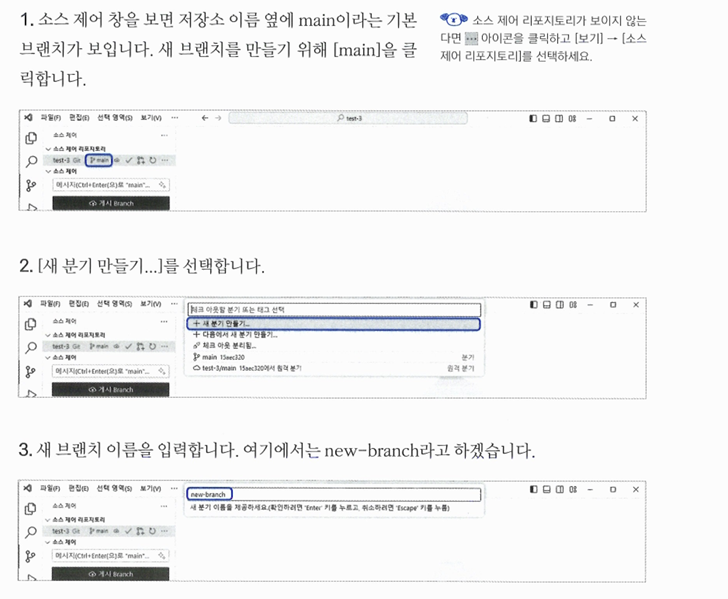 1. 소스 제어 창을 보면 저장소 이름 옆에 main이라는 기본
브랜치가 보입니다. 새 브랜치를 만들기 위해 [main]을 클
릭합니다.
소스 제어 리포지토리가 보이지 않는
다면 ... 아이콘을 클릭하고 [보기] → [소스
제어 리포지토리]를 선택하세요.
파일(F) 편집(E) 선택 영역(S) 보기(V) ... test-3
소스 제어 ...
소스 제어 리포지토리
test-3 Git main ...
소스 제어
메시지(Ctrl+Enter(으)로 "main"...
게시 Branch
2. [새 분기 만들기...]를 선택합니다.
파일(F) 편집(E) 선택 영역(S) 보기(V) ... 체크 아웃할 분기 또는 태그 선택
소스 제어 + 새 분기 만들기...
소스 제어 리포지토리 + 다음에서 새 분기 만들기...
test-3 Git main ... 체크 아웃 분리됨...
소스 제어 main 15aec320 분기
메시지(Ctrl+Enter(으)로 "main"... test-3/main 15aec320에서 원격 분기 원격 분기
게시 Branch
3. 새 브랜치 이름을 입력합니다. 여기에서는 new-branch라고 하겠습니다.
파일(F) 편집(E) 선택 영역(S) 보기(V) ... new-branch
소스 제어 새 분기 이름을 제공하세요.(확인하려면 'Enter' 키를 누르고, 취소하려면 'Escape' 키를 누름)
소스 제어 리포지토리
test-3 Git main ...
소스 제어
메시지(Ctrl+Enter(으)로 "main"...
게시 Branch